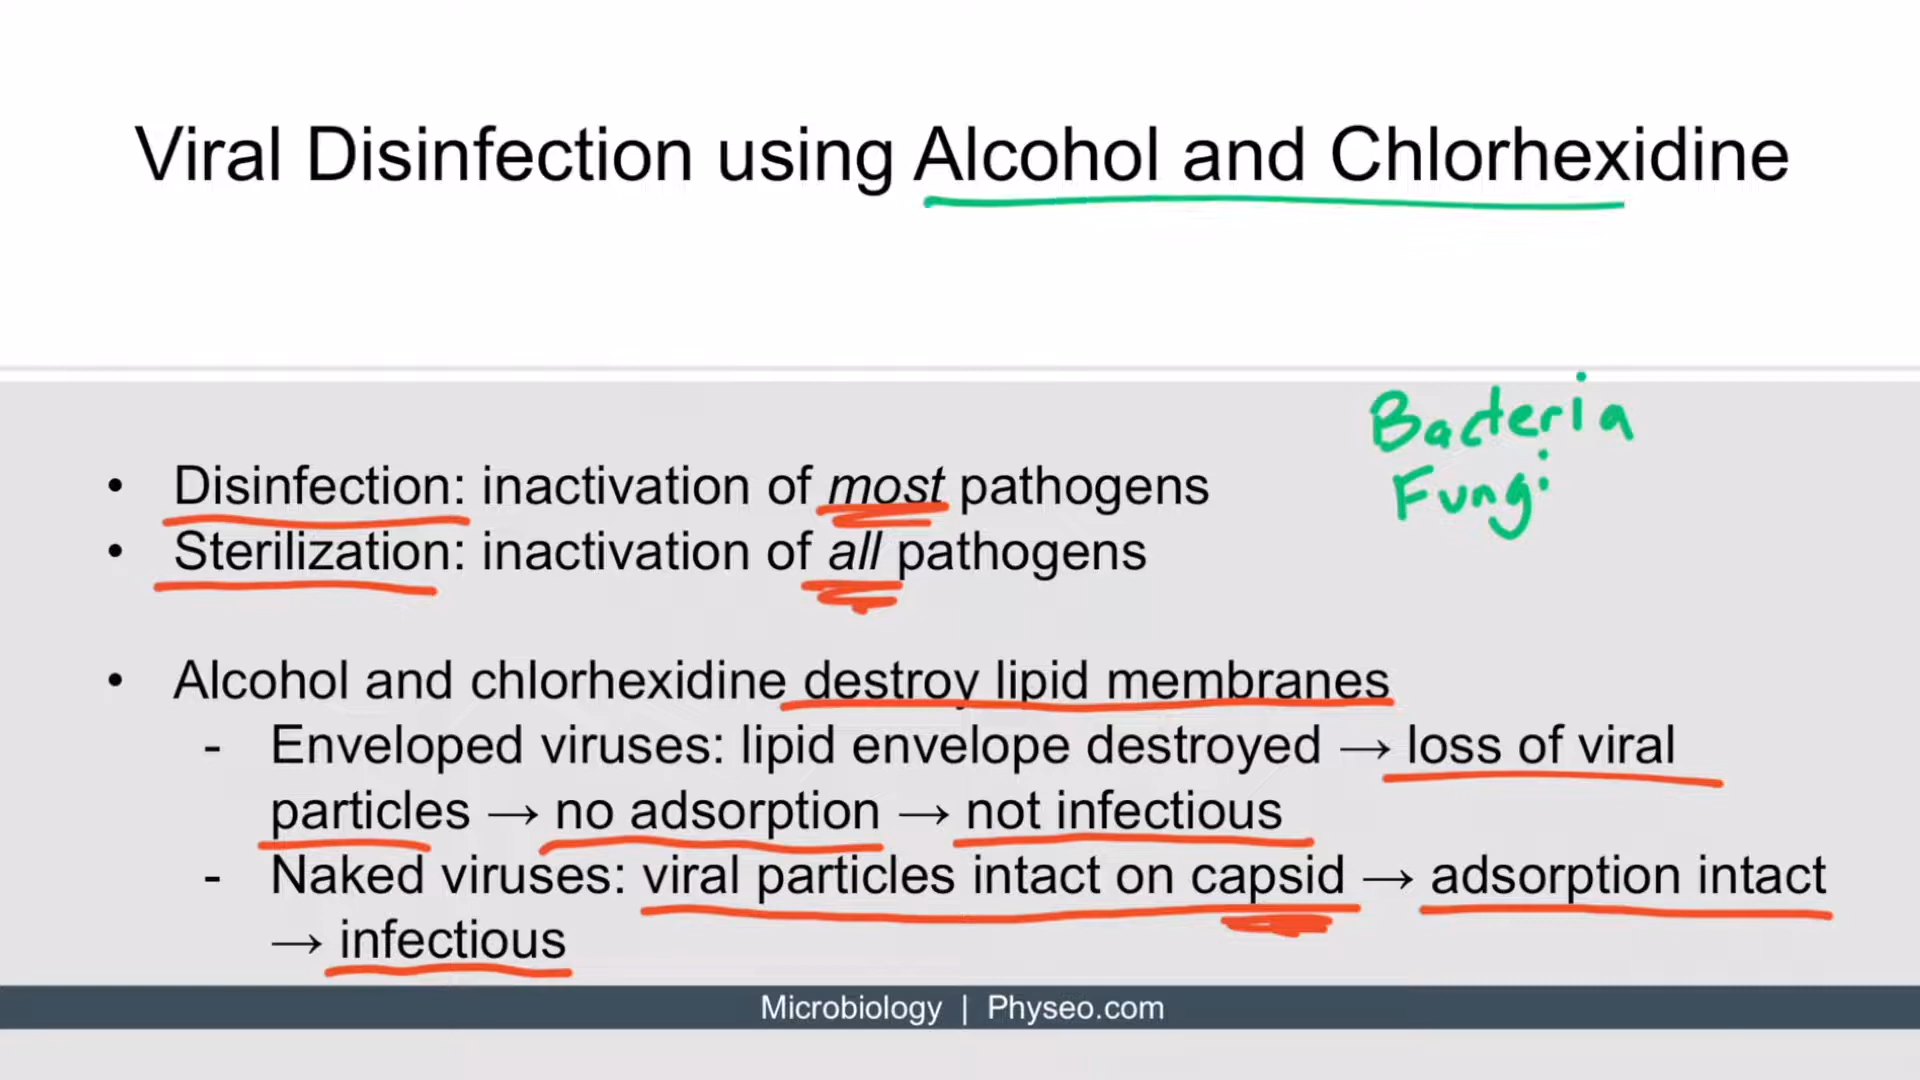 Viral Disinfection using Alcohol and Chlorhexidine
Bacteria
Fungi
• Disinfection: inactivation of most pathogens
• Sterilization: inactivation of all pathogens
• Alcohol and chlorhexidine destroy lipid membranes
- Enveloped viruses: lipid envelope destroyed → loss of viral
particles → no adsorption → not infectious
- Naked viruses: viral particles intact on capsid → adsorption intact
→ infectious
Microbiology | Physeo.com